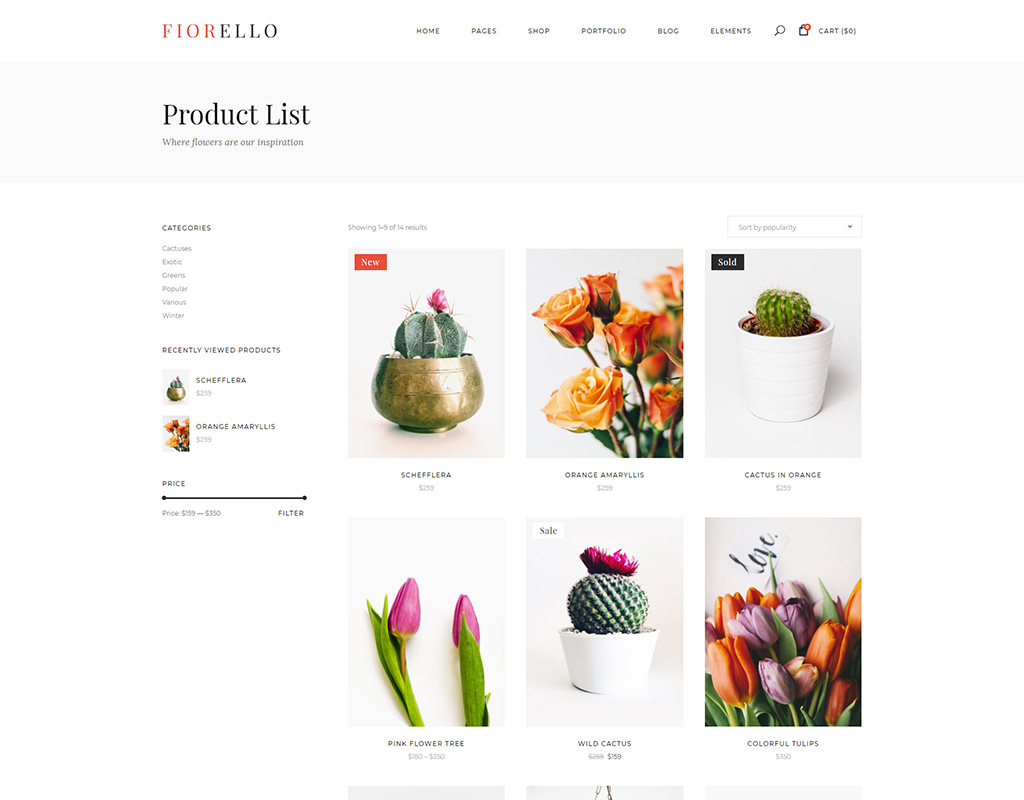 FIORELLO
HOME PAGES SHOP PORTFOLIO BLOG ELEMENTS CART ($0)
Product List
Where flowers are our inspiration
CATEGORIES
Cactuses
Exotic
Greens
Popular
Various
Winter
RECENTLY VIEWED PRODUCTS
SCHEFFLERA
$259
ORANGE AMARYLLIS
$259
PRICE
Price: $159 — $350 FILTER
Showing 1–9 of 14 results
Sort by popularity
New
SCHEFFLERA
$259
ORANGE AMARYLLIS
$259
Sold
CACTUS IN ORANGE
$259
PINK FLOWER TREE
$180 – $350
Sale
WILD CACTUS
$259 $159
Love
COLORFUL TULIPS
$350